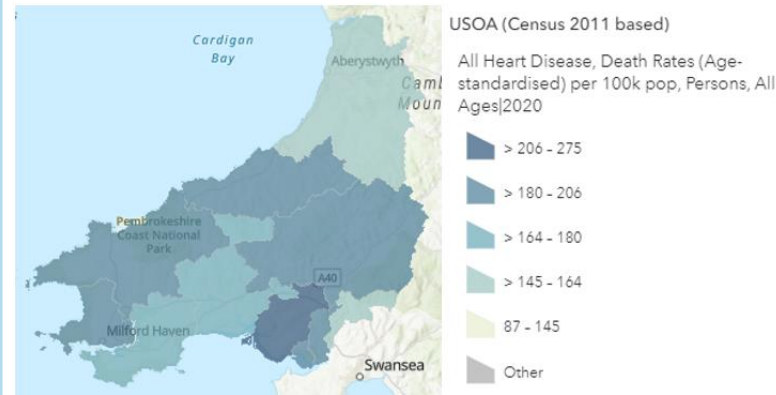 Cardigan
Bay
Aberystwyth
Moun
Pembrokeshire
Coast National
Park
A40
Milford Haven
Swansea
USOA (Census 2011 based)
All Heart Disease, Death Rates (Age-
standardised) per 100k pop, Persons, All
Ages|2020
> 206 - 275
> 180 - 206
> 164 - 180
> 145 - 164
87 - 145
Other